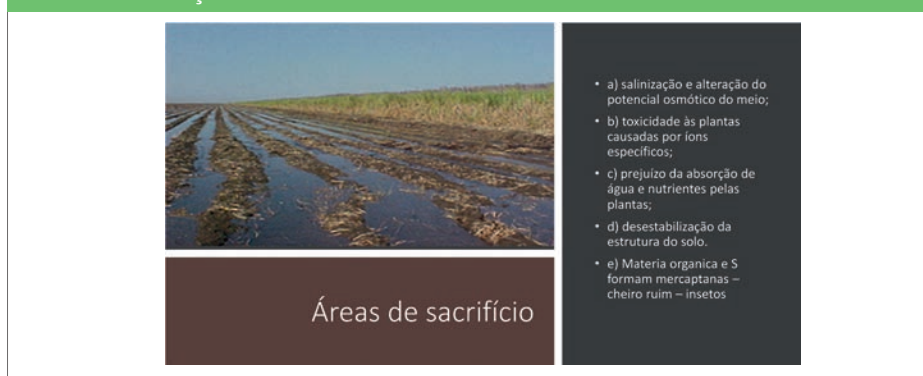 Áreas de sacrifício
• a) salinização e alteração do
potencial osmótico do meio;
• b) toxicidade às plantas
causadas por íons
específicos;
• c) prejuízo da absorção de
água e nutrientes pelas
plantas;
• d) desestabilização da
estrutura do solo.
• e) Materia organica e S
formam mercaptanas –
cheiro ruim – insetos